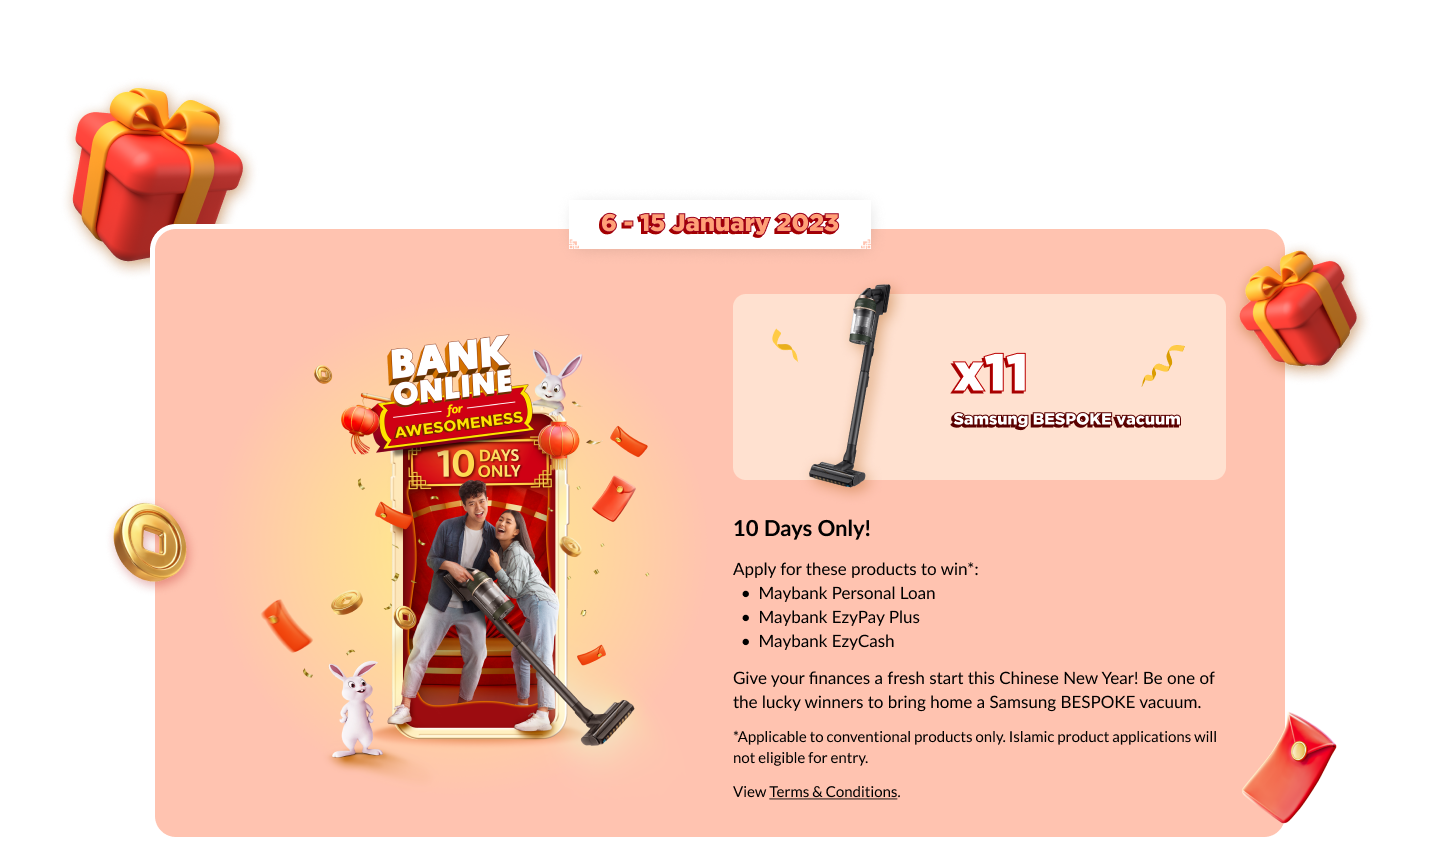 6 - 15 January 2023
BANK
ONLINE
for
AWESOMENESS
10 DAYS
ONLY
x11
Samsung BESPOKE vacuum
10 Days Only!
Apply for these products to win*:
• Maybank Personal Loan
• Maybank EzyPay Plus
• Maybank EzyCash
Give your finances a fresh start this Chinese New Year! Be one of
the lucky winners to bring home a Samsung BESPOKE vacuum.
*Applicable to conventional products only. Islamic product applications will
not eligible for entry.
View Terms & Conditions.